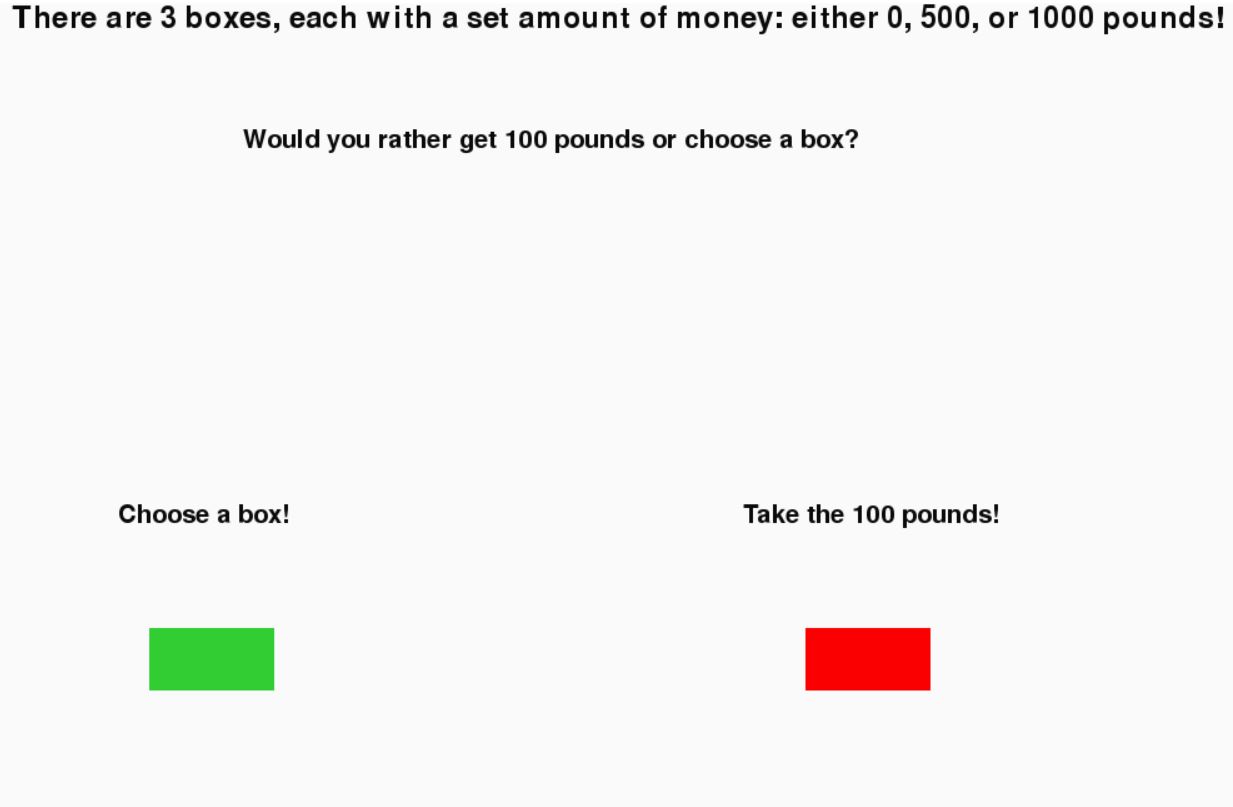 There are 3 boxes, each with a set amount of money: either 0, 500, or 1000 pounds!
Would you rather get 100 pounds or choose a box?
Choose a box!
Take the 100 pounds!